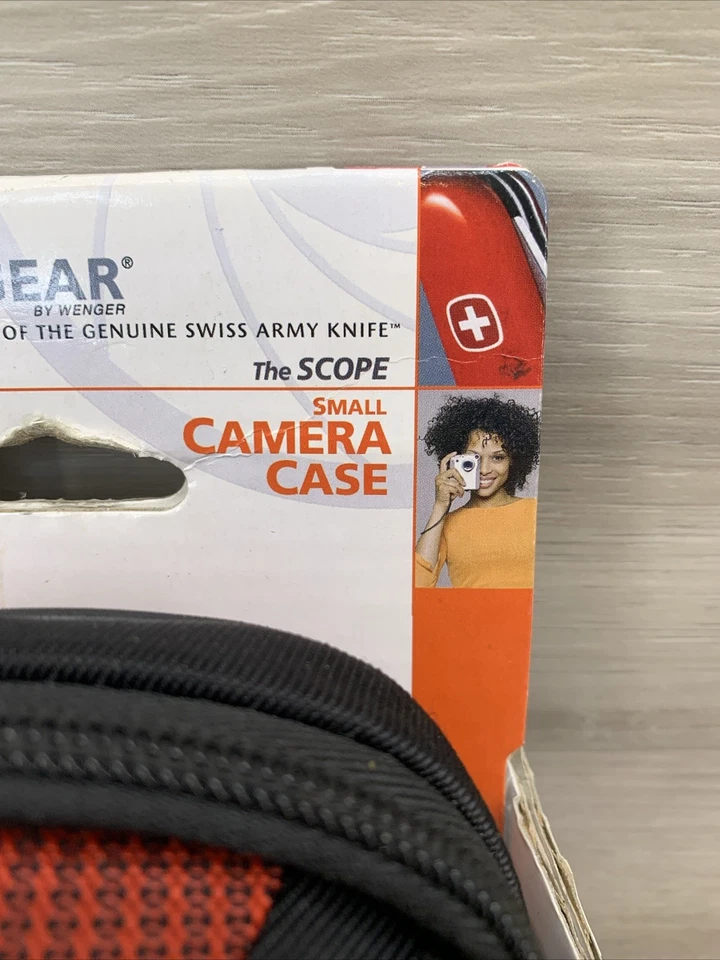 GEAR®
BY WENGER
OF THE GENUINE SWISS ARMY KNIFE™
The SCOPE
SMALL
CAMERA
CASE